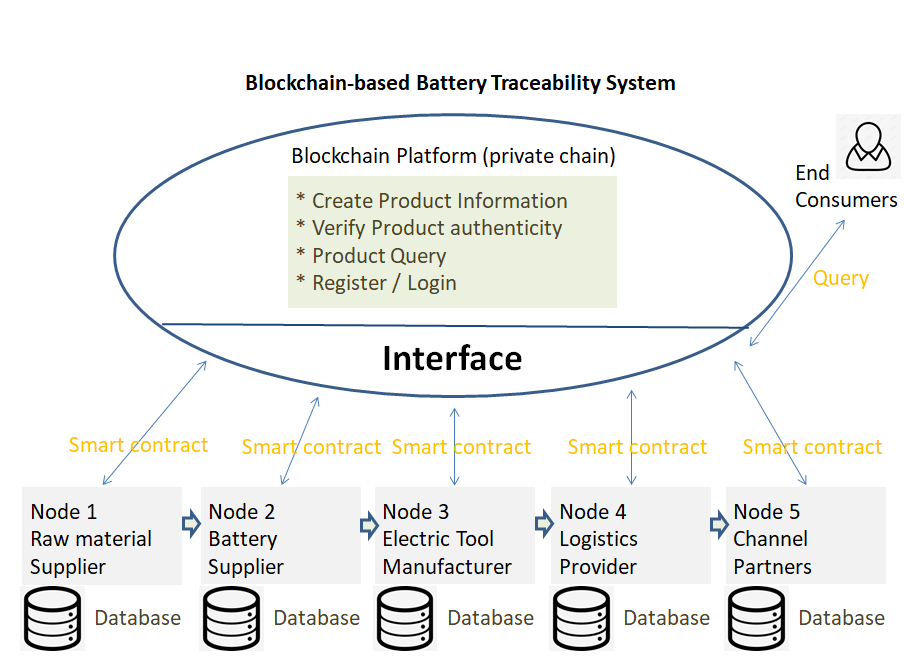 Blockchain-based Battery Traceability System
Blockchain Platform (private chain)
* Create Product Information
* Verify Product authenticity
* Product Query
* Register / Login
End
Consumers
Query
Interface
Smart contract
Smart contract
Smart contract
Smart contract
Smart contract
Node 1
Raw material
Supplier
Node 2
Battery
Supplier
Node 3
Electric Tool
Manufacturer
Node 4
Logistics
Provider
Node 5
Channel
Partners
Database
Database
Database
Database
Database